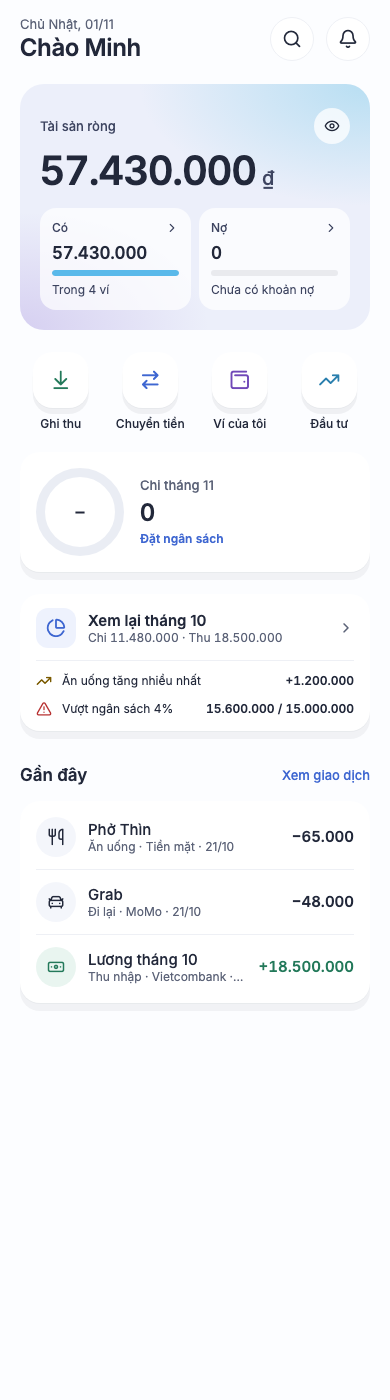 Chủ Nhật, 01/11
Chào Minh
Tài sản ròng
57.430.000 ₫
Có
57.430.000
Trong 4 ví
Nợ
0
Chưa có khoản nợ
Ghi thu
Chuyển tiền
Ví của tôi
Đầu tư
–
Chi tháng 11
0
Đặt ngân sách
Xem lại tháng 10
Chi 11.480.000 · Thu 18.500.000
Ăn uống tăng nhiều nhất +1.200.000
Vượt ngân sách 4% 15.600.000 / 15.000.000
Gần đây Xem giao dịch
Phở Thìn
Ăn uống · Tiền mặt · 21/10
−65.000
Grab
Đi lại · MoMo · 21/10
−48.000
Lương tháng 10
Thu nhập · Vietcombank ·...
+18.500.000